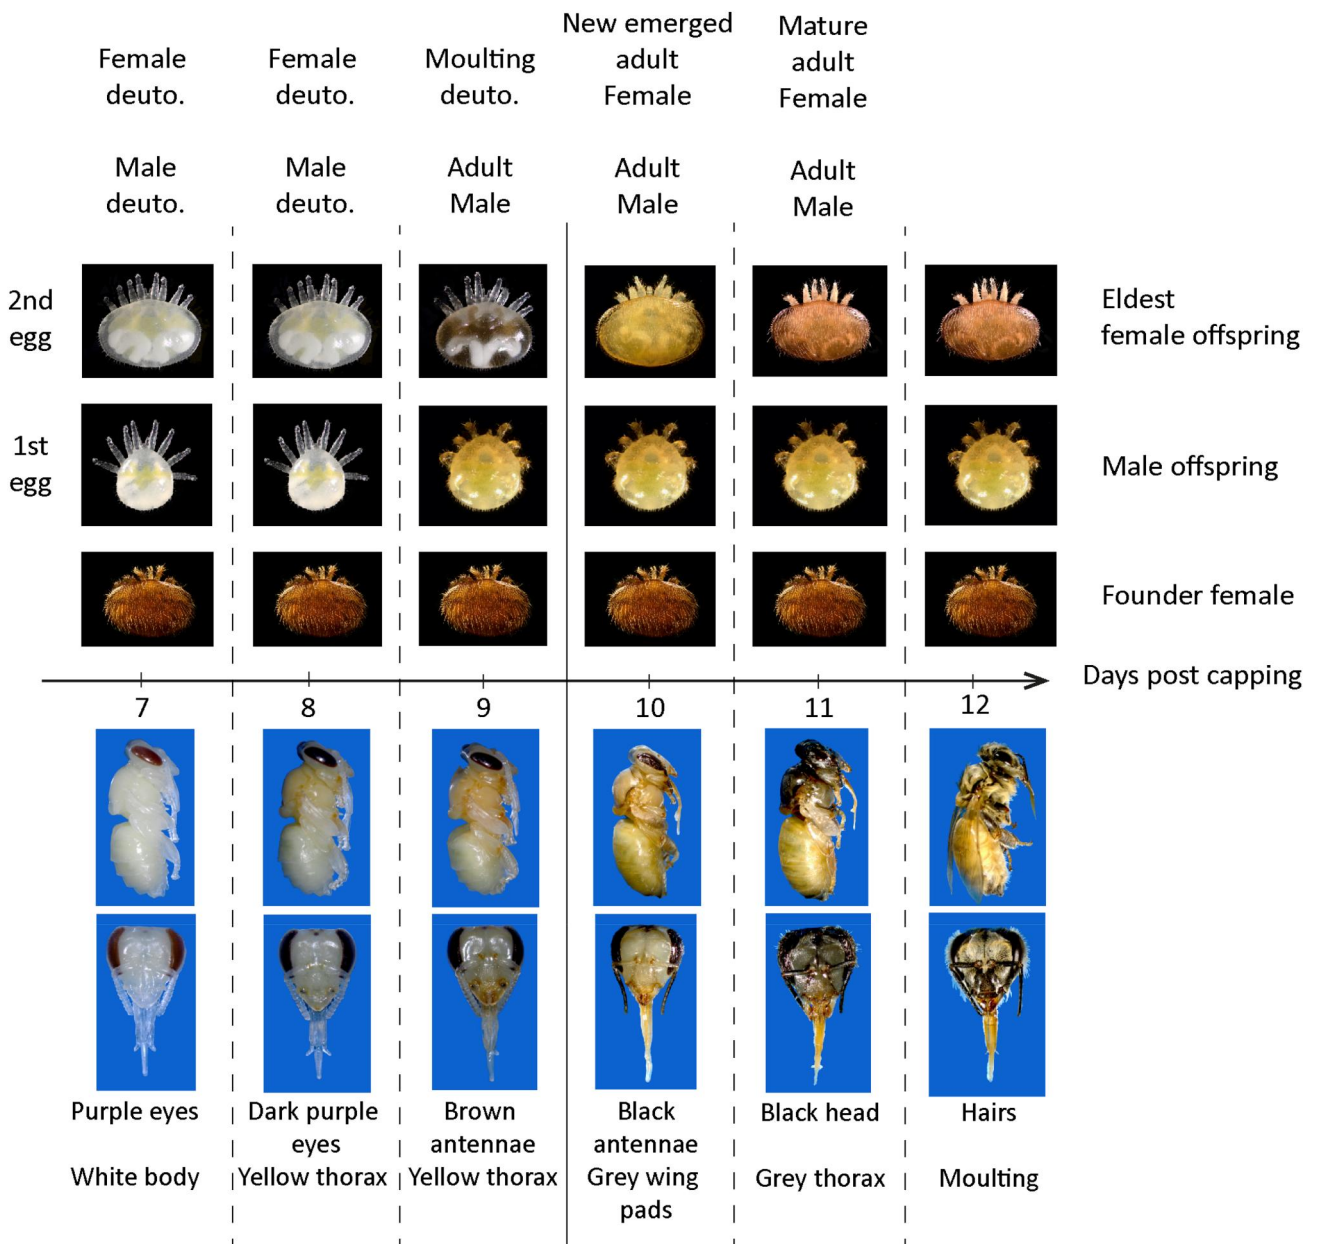 Female
deuto.
Female
deuto.
Moulting
deuto.
New emerged
adult
Female
Mature
adult
Female
Male
deuto.
Male
deuto.
Adult
Male
Adult
Male
Adult
Male
2nd
egg
Eldest
female offspring
1st
egg
Male offspring
Founder female
Days post capping
7
8
9
10
11
12
Purple eyes
White body
Dark purple
eyes
Yellow thorax
Brown
antennae
Yellow thorax
Black
antennae
Grey wing
pads
Black head
Grey thorax
Hairs
Moulting